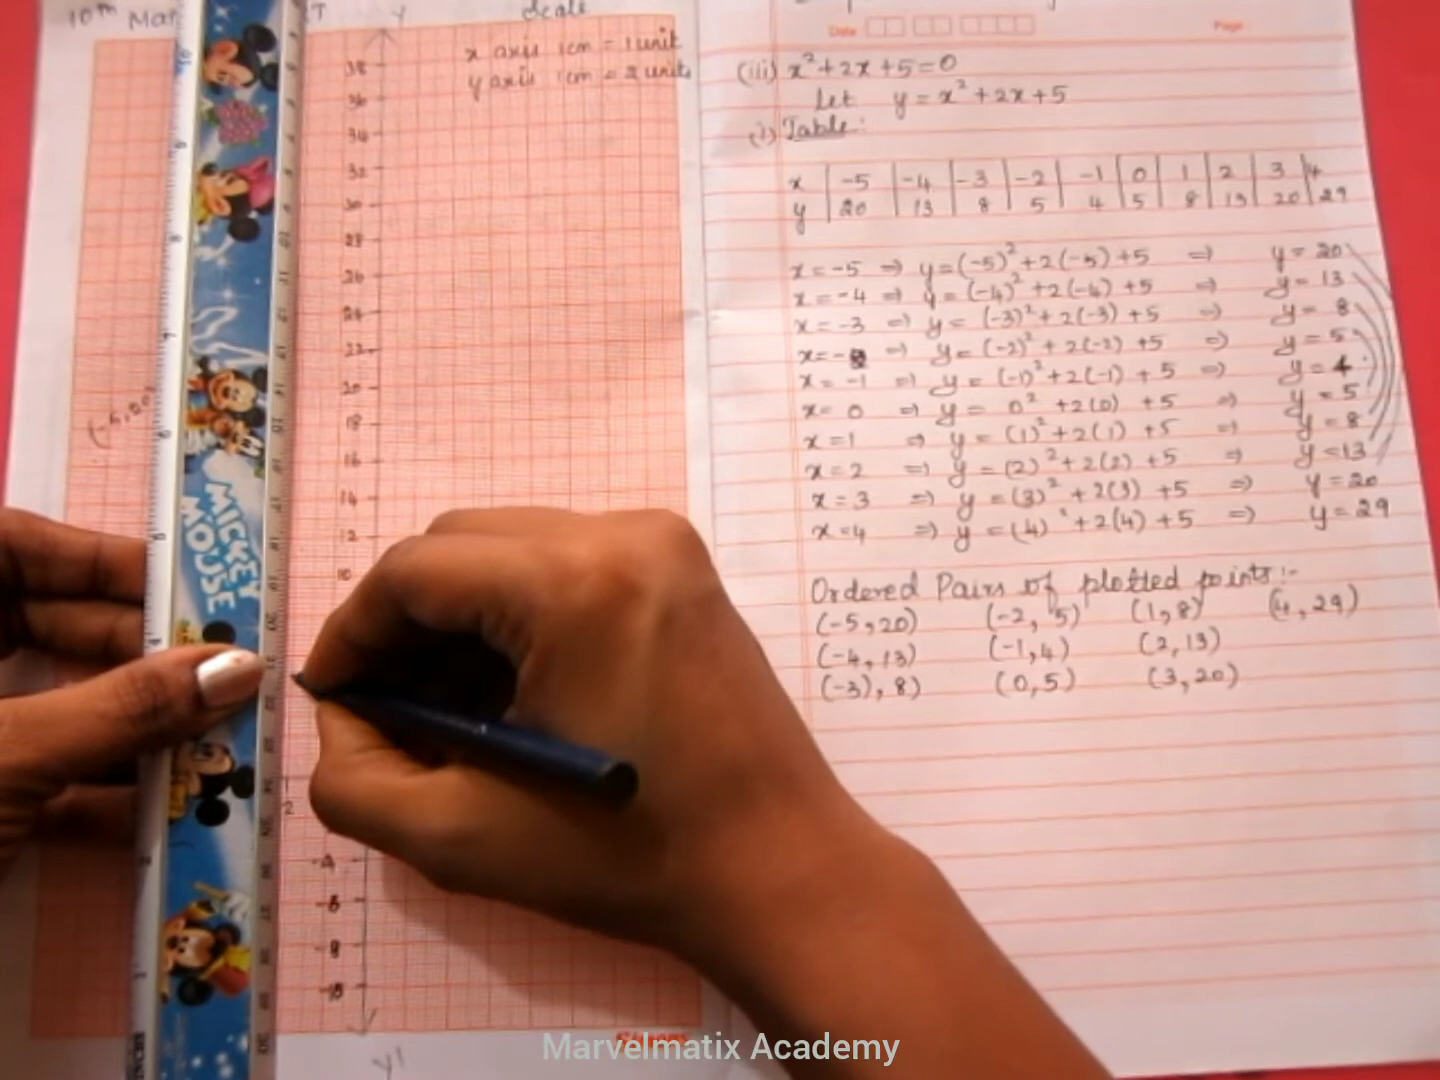 10th
Scale
x axis 1cm = 1unit
y axis 1cm = 2 units
Y
38
36
34
32
30
28
26
24
22
20
18
16
14
12
10
-2
-4
-6
-8
-10
Y'
MICKEY
MOUSE
Date
Page
(iii) x²+2x+5=0
Let y = x²+2x+5
(i) Table:
x | -5 | -4 | -3 | -2 | -1 | 0 | 1 | 2 | 3 | 4
y | 20 | 13 | 8 | 5 | 4 | 5 | 8 | 13 | 20 | 29
x=-5 ⇒ y=(-5)²+2(-5)+5 ⇒ y=20
x=-4 ⇒ y=(-4)²+2(-4)+5 ⇒ y=13
x=-3 ⇒ y=(-3)²+2(-3)+5 ⇒ y=8
x=-2 ⇒ y=(-2)²+2(-2)+5 ⇒ y=5
x=-1 ⇒ y=(-1)²+2(-1)+5 ⇒ y=4
x=0 ⇒ y=0²+2(0)+5 ⇒ y=5
x=1 ⇒ y=(1)²+2(1)+5 ⇒ y=8
x=2 ⇒ y=(2)²+2(2)+5 ⇒ y=13
x=3 ⇒ y=(3)²+2(3)+5 ⇒ y=20
x=4 ⇒ y=(4)²+2(4)+5 ⇒ y=29
Ordered Pairs of plotted points:-
(-5,20) (-2,5) (1,8) (4,29)
(-4,13) (-1,4) (2,13)
(-3),8) (0,5) (3,20)
Marvelmatix Academy